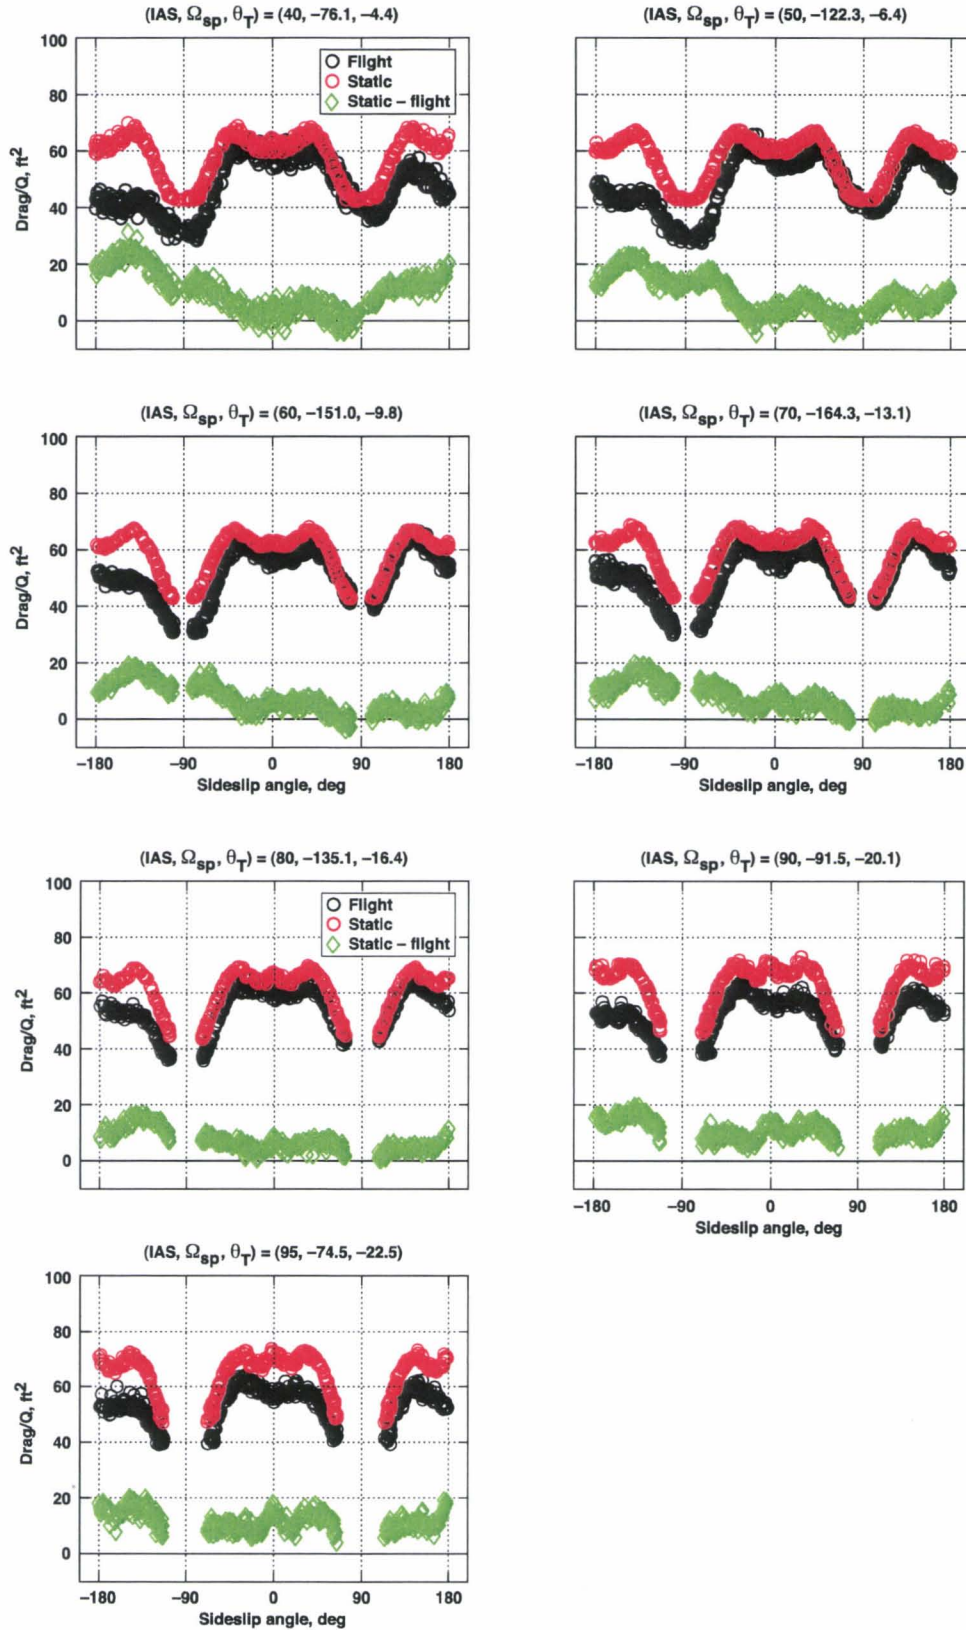 (IAS, Ωsp, θT) = (40, −76.1, −4.4)
(IAS, Ωsp, θT) = (50, −122.3, −6.4)
100
80
60
40
20
0
Drag/Q, ft²
Flight
Static
Static – flight
(IAS, Ωsp, θT) = (60, −151.0, −9.8)
(IAS, Ωsp, θT) = (70, −164.3, −13.1)
100
80
60
40
20
0
Drag/Q, ft²
−180 −90 0 90 180
−180 −90 0 90 180
Sideslip angle, deg
Sideslip angle, deg
(IAS, Ωsp, θT) = (80, −135.1, −16.4)
(IAS, Ωsp, θT) = (90, −91.5, −20.1)
100
80
60
40
20
0
Drag/Q, ft²
Flight
Static
Static – flight
−180 −90 0 90 180
Sideslip angle, deg
(IAS, Ωsp, θT) = (95, −74.5, −22.5)
100
80
60
40
20
0
Drag/Q, ft²
−180 −90 0 90 180
Sideslip angle, deg